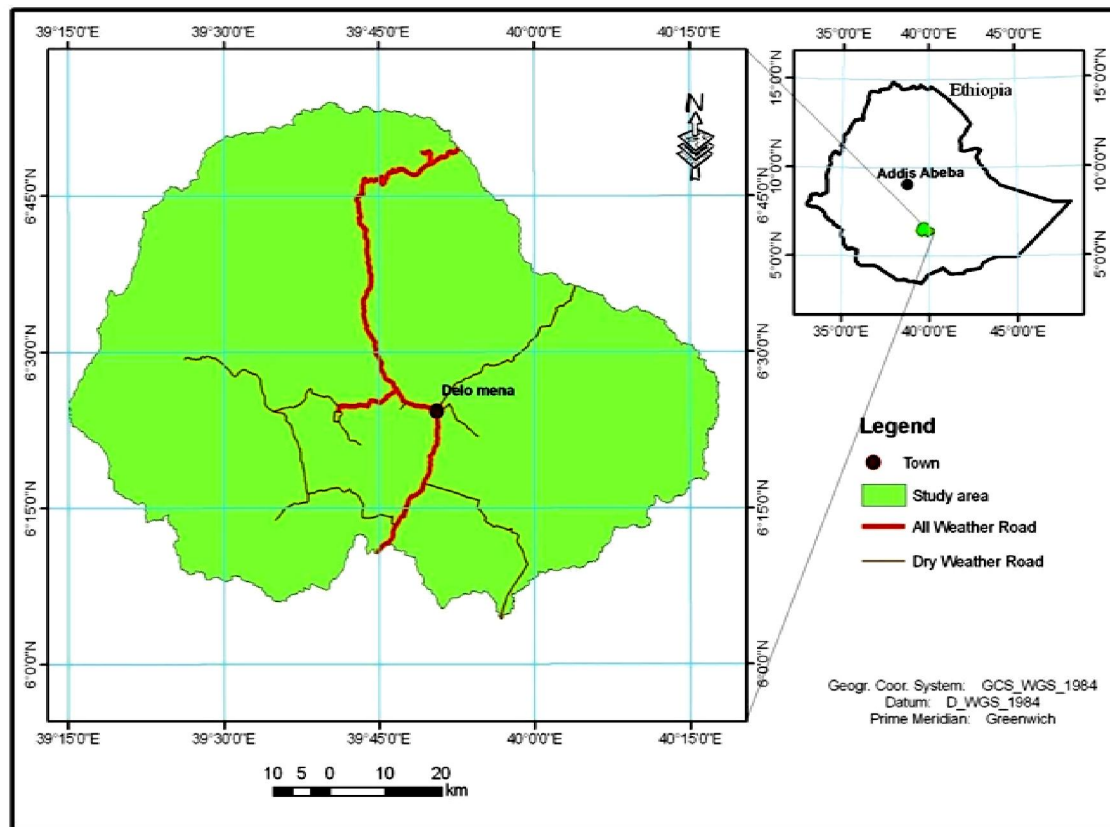 39°15'0"E 39°30'0"E 39°45'0"E 40°0'0"E 40°15'0"E
6°45'0"N 6°45'0"N
6°30'0"N 6°30'0"N
6°15'0"N 6°15'0"N
6°0'0"N 6°0'0"N
39°15'0"E 39°30'0"E 39°45'0"E 40°0'0"E 40°15'0"E
N
Delo mena
10 5 0 10 20
km
35°0'0"E 40°0'0"E 45°0'0"E
15°0'0"N 15°0'0"N
10°0'0"N 10°0'0"N
5°0'0"N 5°0'0"N
35°0'0"E 40°0'0"E 45°0'0"E
Ethiopia
Addis Abeba
Legend
Town
Study area
All Weather Road
Dry Weather Road
Geogr. Coor. System: GCS_WGS_1984
Datum: D_WGS_1984
Prime Meridian: Greenwich